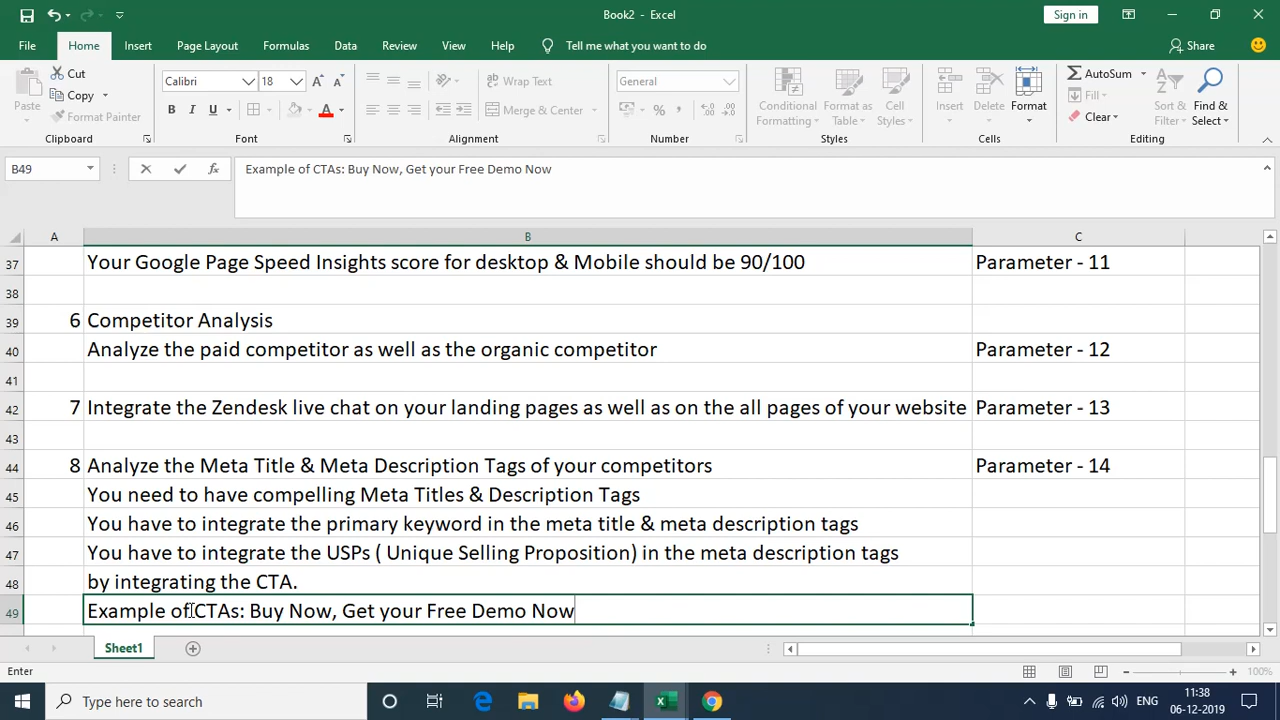 Book2 - Excel
Sign in
File Home Insert Page Layout Formulas Data Review View Help Tell me what you want to do Share
Paste Cut Copy Format Painter
Clipboard
Calibri 18
B I U
Font
Wrap Text
Merge & Center
Alignment
General
Number
Conditional Formatting Format as Table Cell Styles
Styles
Insert Delete Format
Cells
AutoSum
Fill
Clear
Sort & Filter Find & Select
Editing
B49 fx Example of CTAs: Buy Now, Get your Free Demo Now
A B C
37 Your Google Page Speed Insights score for desktop & Mobile should be 90/100 Parameter - 11
38
39 6 Competitor Analysis
40 Analyze the paid competitor as well as the organic competitor Parameter - 12
41
42 7 Integrate the Zendesk live chat on your landing pages as well as on the all pages of your website Parameter - 13
43
44 8 Analyze the Meta Title & Meta Description Tags of your competitors Parameter - 14
45 You need to have compelling Meta Titles & Description Tags
46 You have to integrate the primary keyword in the meta title & meta description tags
47 You have to integrate the USPs ( Unique Selling Proposition) in the meta description tags
48 by integrating the CTA.
49 Example of CTAs: Buy Now, Get your Free Demo Now
Sheet1
Enter 100%
Type here to search ENG 11:38
06-12-2019